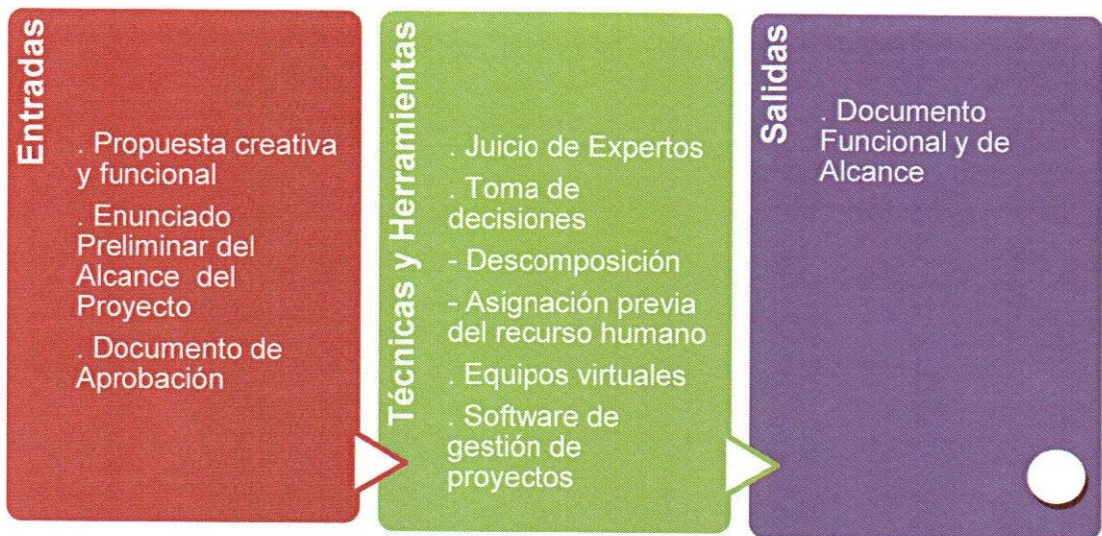 Entradas
. Propuesta creativa
y funcional
. Enunciado
Preliminar del
Alcance del
Proyecto
. Documento de
Aprobación
Técnicas y Herramientas
. Juicio de Expertos
. Toma de
decisiones
- Descomposición
- Asignación previa
del recurso humano
. Equipos virtuales
. Software de
gestión de
proyectos
Salidas
. Documento
Funcional y de
Alcance